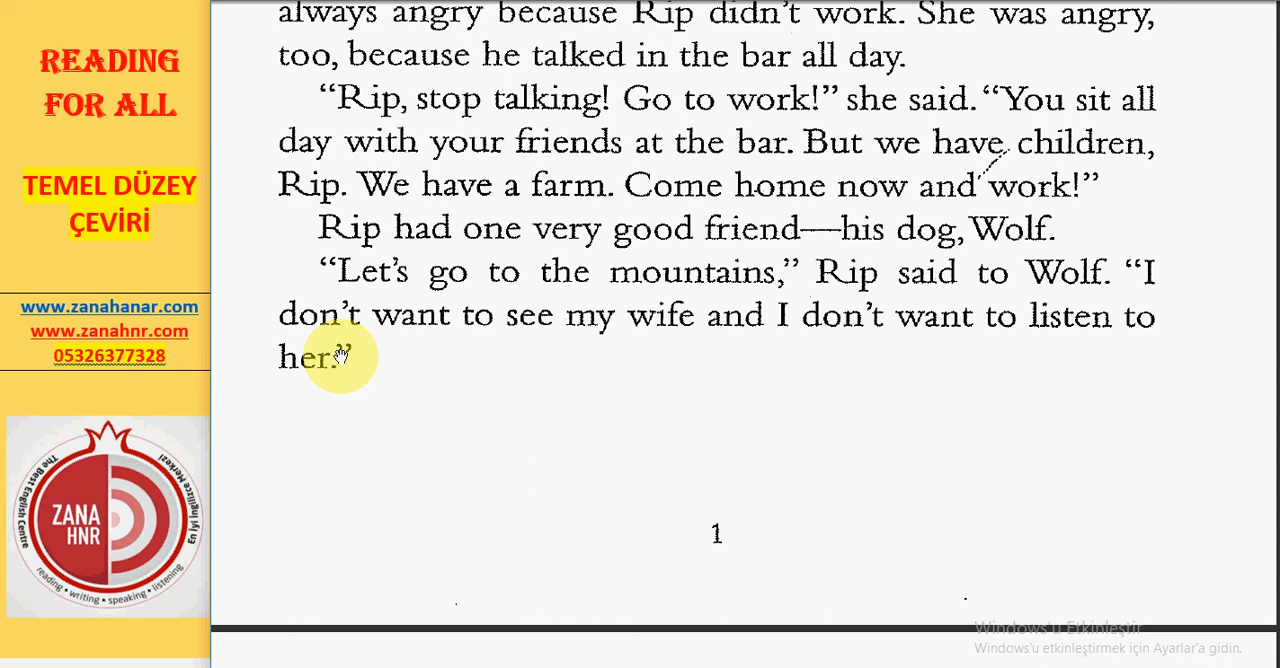 READING
FOR ALL
TEMEL DÜZEY
ÇEVİRİ
www.zanahanar.com
www.zanahnr.com
05326377328
The Best English Centre
En İyi İngilizce Merkezi
ZANA
HNR
reading • writing • speaking • listening
always angry because Rip didn't work. She was angry,
too, because he talked in the bar all day.
“Rip, stop talking! Go to work!” she said. “You sit all
day with your friends at the bar. But we have children,
Rip. We have a farm. Come home now and work!”
Rip had one very good friend—his dog, Wolf.
“Let's go to the mountains,” Rip said to Wolf. “I
don't want to see my wife and I don't want to listen to
her.”
1
Windows'u Etkinleştir
Windows'u etkinleştirmek için Ayarlar'a gidin.